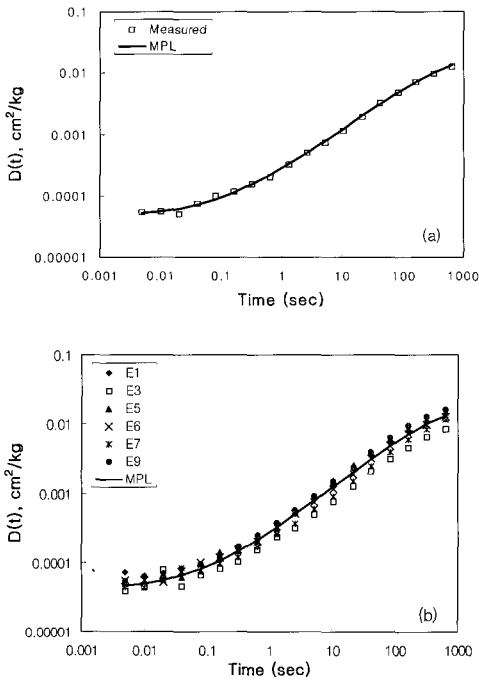 0.1
Measured
MPL
0.01
0.001
0.0001
0.00001
D(t), cm²/kg
(a)
0.001 0.01 0.1 1 10 100 1000
Time (sec)
0.1
E1
E3
E5
E6
E7
E9
MPL
0.01
0.001
0.0001
0.00001
D(t), cm²/kg
(b)
0.001 0.01 0.1 1 10 100 1000
Time (sec)